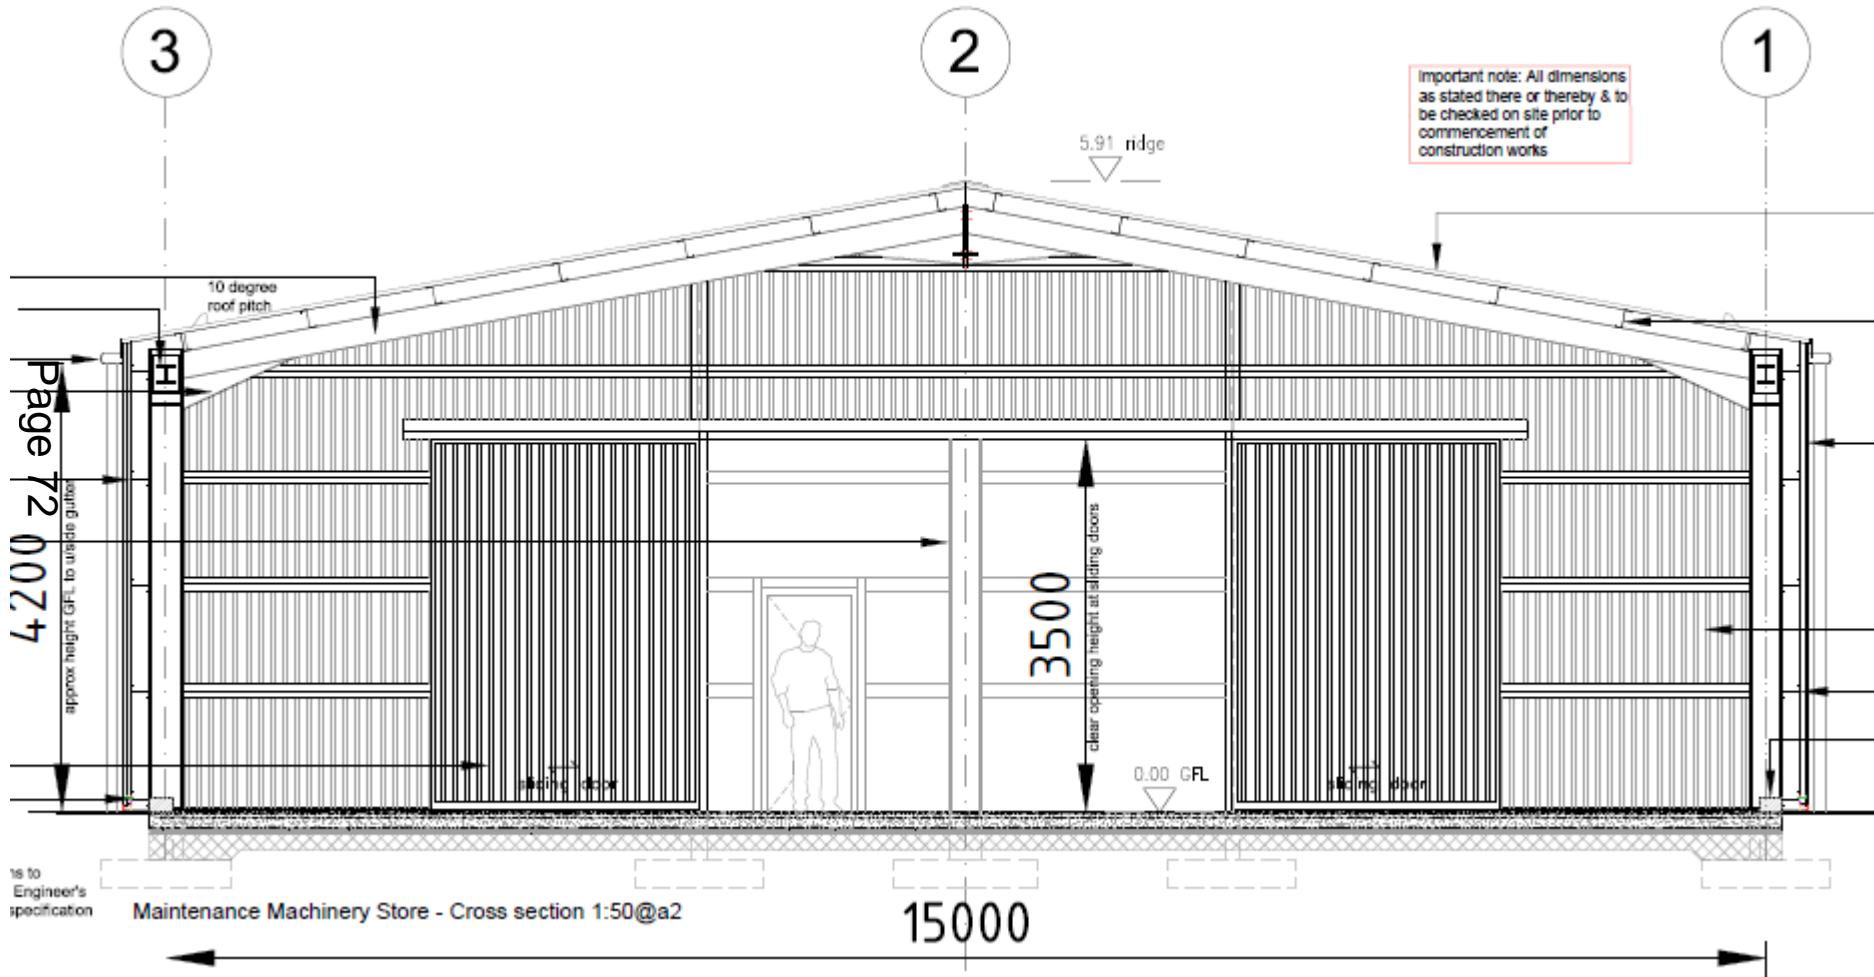 3
2
1
Important note: All dimensions
as stated there or thereby & to
be checked on site prior to
commencement of
construction works
5.91 ridge
10 degree
roof pitch
Page 72
4200
approx height GFL to u/side gutter
3500
clear opening height at sliding doors
0.00 GFL
sliding door
sliding door
to
Engineer's
specification
Maintenance Machinery Store - Cross section 1:50@a2
15000